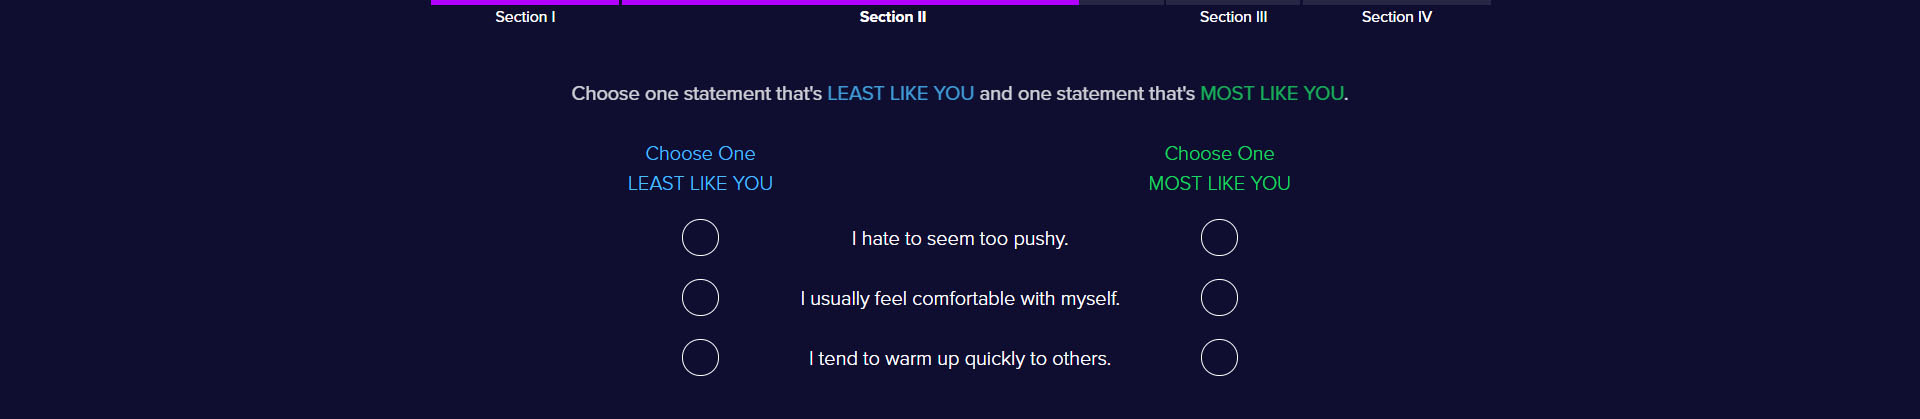 Section I
Section II
Section III
Section IV
Choose one statement that's LEAST LIKE YOU and one statement that's MOST LIKE YOU.
Choose One
LEAST LIKE YOU
Choose One
MOST LIKE YOU
I hate to seem too pushy.
I usually feel comfortable with myself.
I tend to warm up quickly to others.